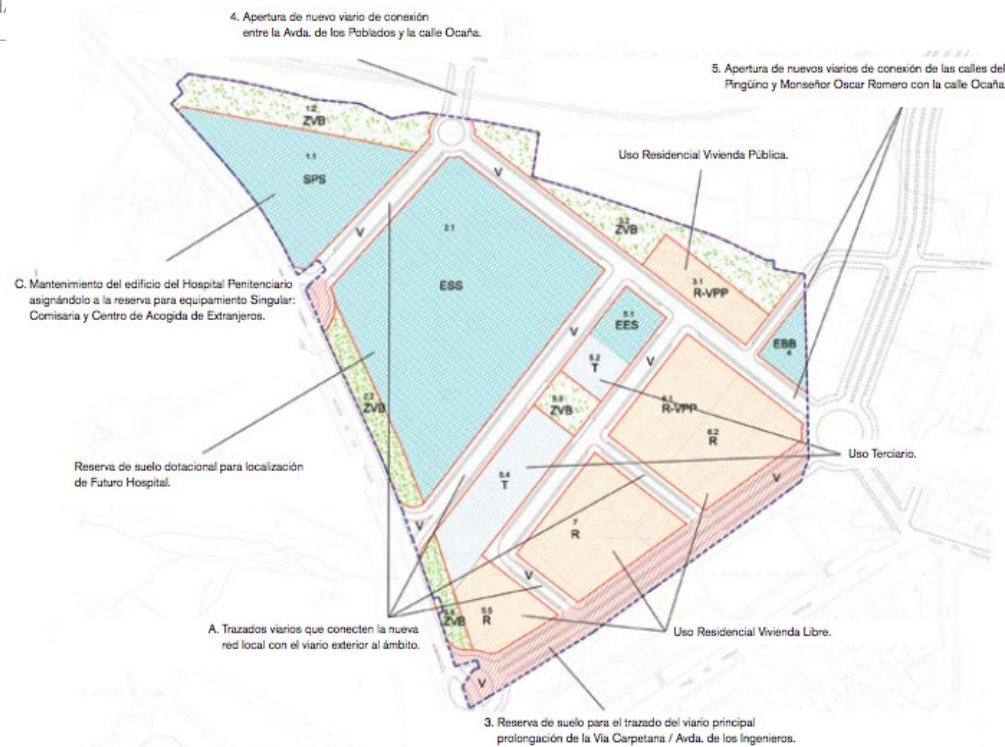 4. Apertura de nuevo viario de conexión
entre la Avda. de los Poblados y la calle Ocaña.
5. Apertura de nuevos viarios de conexión de las calles del
Pingüino y Monseñor Oscar Romero con la calle Ocaña
1.2
ZVB
1.1
SPS
V
Uso Residencial Vivienda Pública.
2.1
3.2
ZVB
V
C. Mantenimiento del edificio del Hospital Penitenciario
asignándolo a la reserva para equipamiento Singular:
Comisaria y Centro de Acogida de Extranjeros.
ESS
3.1
R-VPP
5.1
EES
V
V
EBB
4
5.2
T
2.2
ZVB
ZVB
6.1
R-VPP
6.2
R
Reserva de suelo dotacional para localización
de Futuro Hospital.
Uso Terciario.
5.4
T
V
V
7
R
V
A. Trazados viarios que conecten la nueva
red local con el viario exterior al ámbito.
ZVB
5.5
R
Uso Residencial Vivienda Libre.
V
3. Reserva de suelo para el trazado del viario principal
prolongación de la Vía Carpetana / Avda. de los Ingenieros.